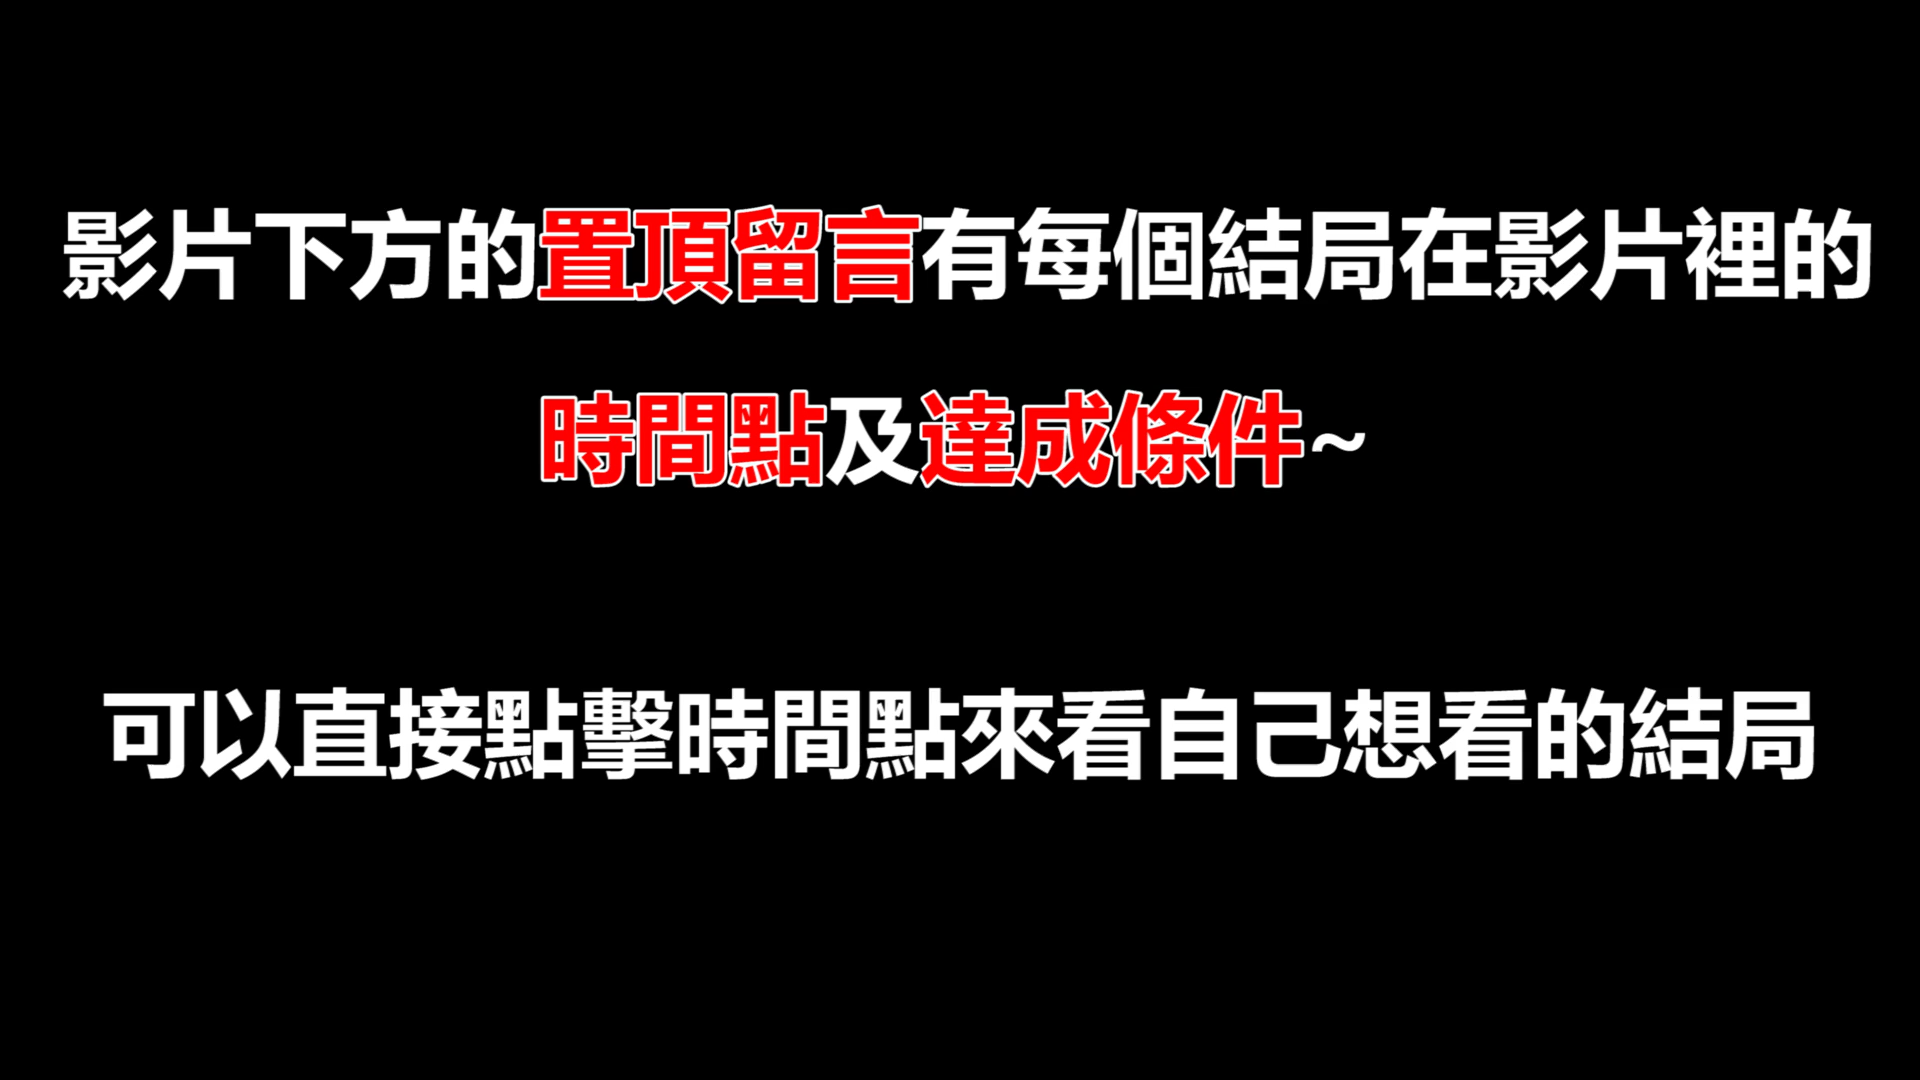 影片下方的置頂留言有每個結局在影片裡的
時間點及達成條件~
可以直接點擊時間點來看自己想看的結局